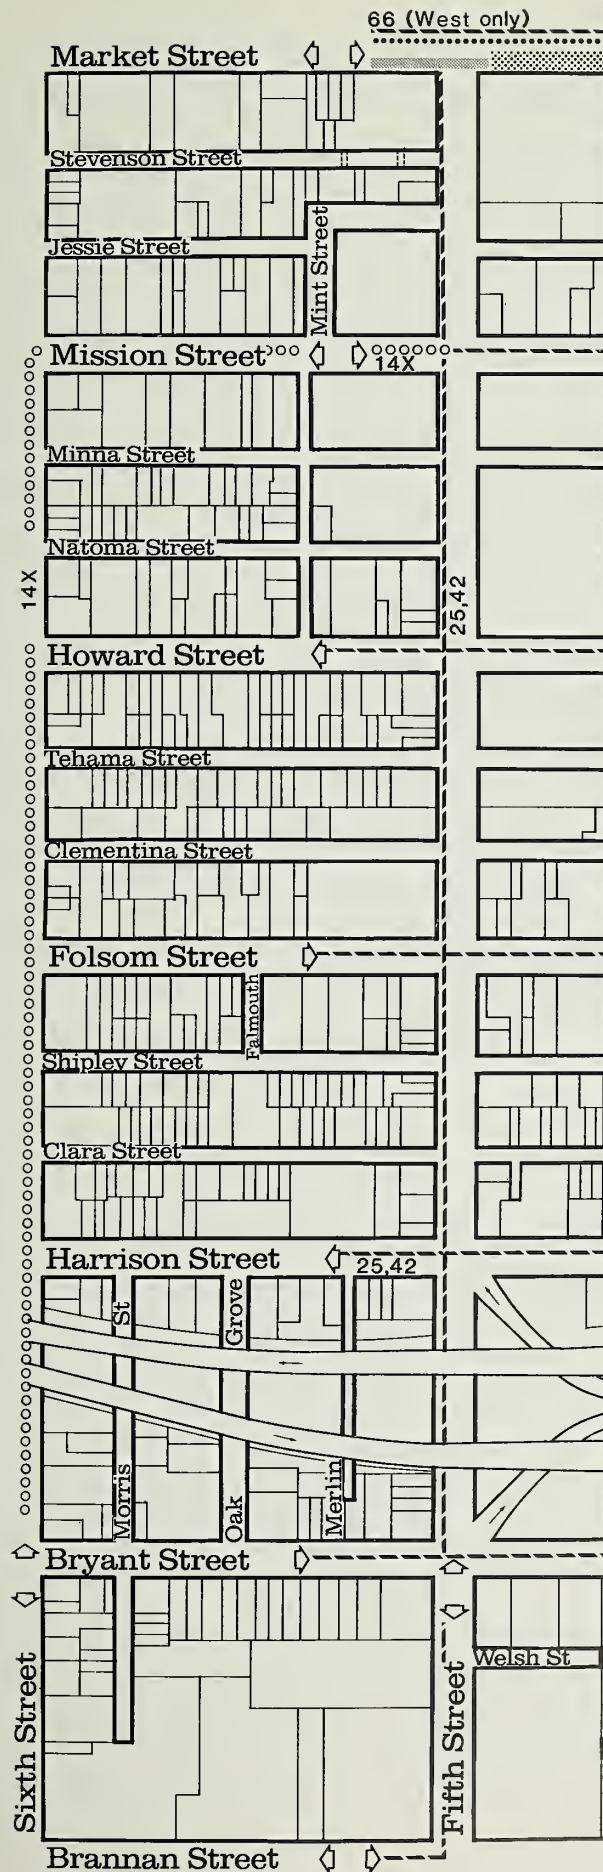 66 (West only)
Market Street
Stevenson Street
Jessie Street
Mint Street
Mission Street
14X
Minna Street
Natoma Street
14X
25,42
Howard Street
Tehama Street
Clementina Street
Folsom Street
Falmouth
Shipley Street
Clara Street
Harrison Street
25,42
Morris St
Oak Grove
Merlin
Bryant Street
Welsh St
Sixth Street
Fifth Street
Brannan Street